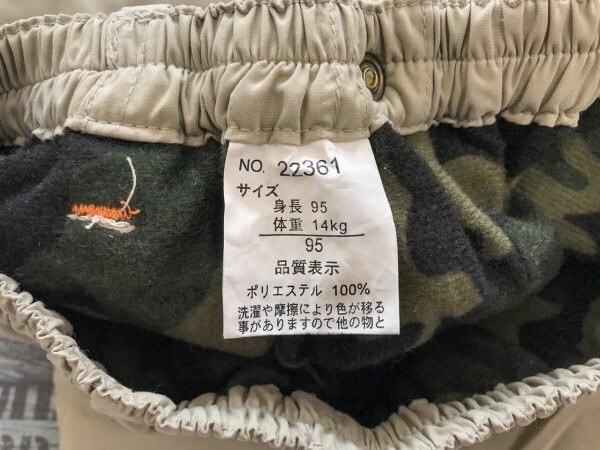 NO. 22361
サイズ
身長 95
体重 14kg
95
品質表示
ポリエステル 100%
洗濯や摩擦により色が移る
事がありますので他の物と